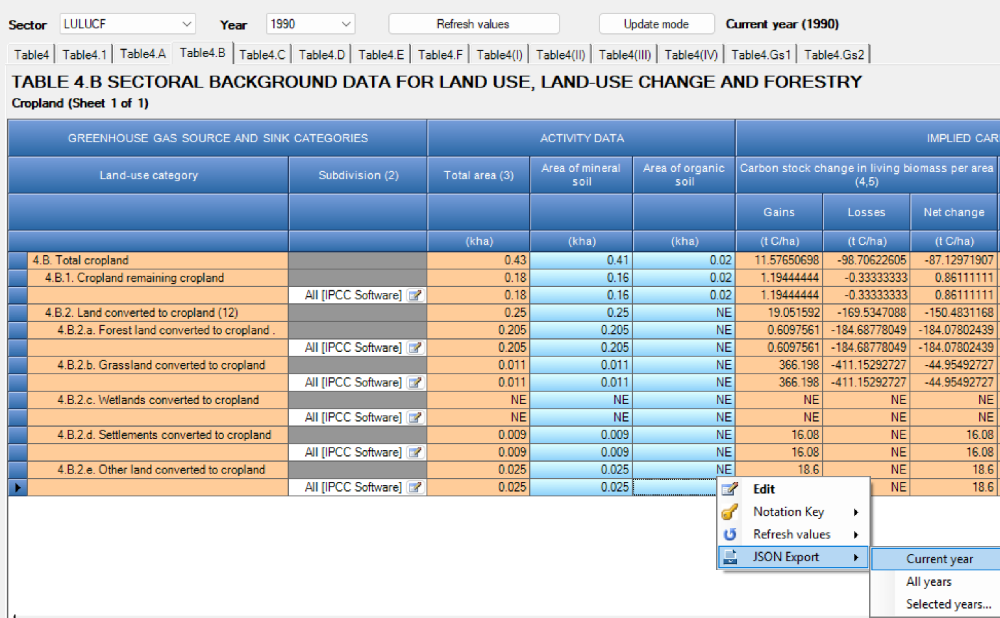 Sector LULUCF Year 1990 Refresh values Update mode Current year (1990)
Table4 Table4.1 Table4.A Table4.B Table4.C Table4.D Table4.E Table4.F Table4(I) Table4(II) Table4(III) Table4(IV) Table4.Gs1 Table4.Gs2
TABLE 4.B SECTORAL BACKGROUND DATA FOR LAND USE, LAND-USE CHANGE AND FORESTRY
Cropland (Sheet 1 of 1)
GREENHOUSE GAS SOURCE AND SINK CATEGORIES ACTIVITY DATA IMPLIED
Land-use category Subdivision (2) Total area (3) Area of mineral soil Area of organic soil Carbon stock change in living biomass per area (4,5)
Gains Losses Net change
(kha) (kha) (kha) (t C/ha) (t C/ha) (t C/ha)
4.B. Total cropland 0.43 0.41 0.02 11.57650698 -98.70622605 -87.12971907
4.B.1. Cropland remaining cropland 0.18 0.16 0.02 1.19444444 -0.33333333 0.86111111
All [IPCC Software] 0.18 0.16 0.02 1.19444444 -0.33333333 0.86111111
4.B.2. Land converted to cropland (12) 0.25 0.25 NE 19.051592 -169.5347088 -150.4831168
4.B.2.a. Forest land converted to cropland . 0.205 0.205 NE 0.6097561 -184.68778049 -184.07802439
All [IPCC Software] 0.205 0.205 NE 0.6097561 -184.68778049 -184.07802439
4.B.2.b. Grassland converted to cropland 0.011 0.011 NE 366.198 -411.15292727 -44.95492727
All [IPCC Software] 0.011 0.011 NE 366.198 -411.15292727 -44.95492727
4.B.2.c. Wetlands converted to cropland NE NE NE NE NE NE
All [IPCC Software] NE NE NE NE NE NE
4.B.2.d. Settlements converted to cropland 0.009 0.009 NE 16.08 NE 16.08
All [IPCC Software] 0.009 0.009 NE 16.08 NE 16.08
4.B.2.e. Other land converted to cropland 0.025 0.025 NE 18.6 NE 18.6
All [IPCC Software] 0.025 0.025 NE 18.6
Edit
Notation Key
Refresh values
JSON Export
Current year
All years
Selected years...